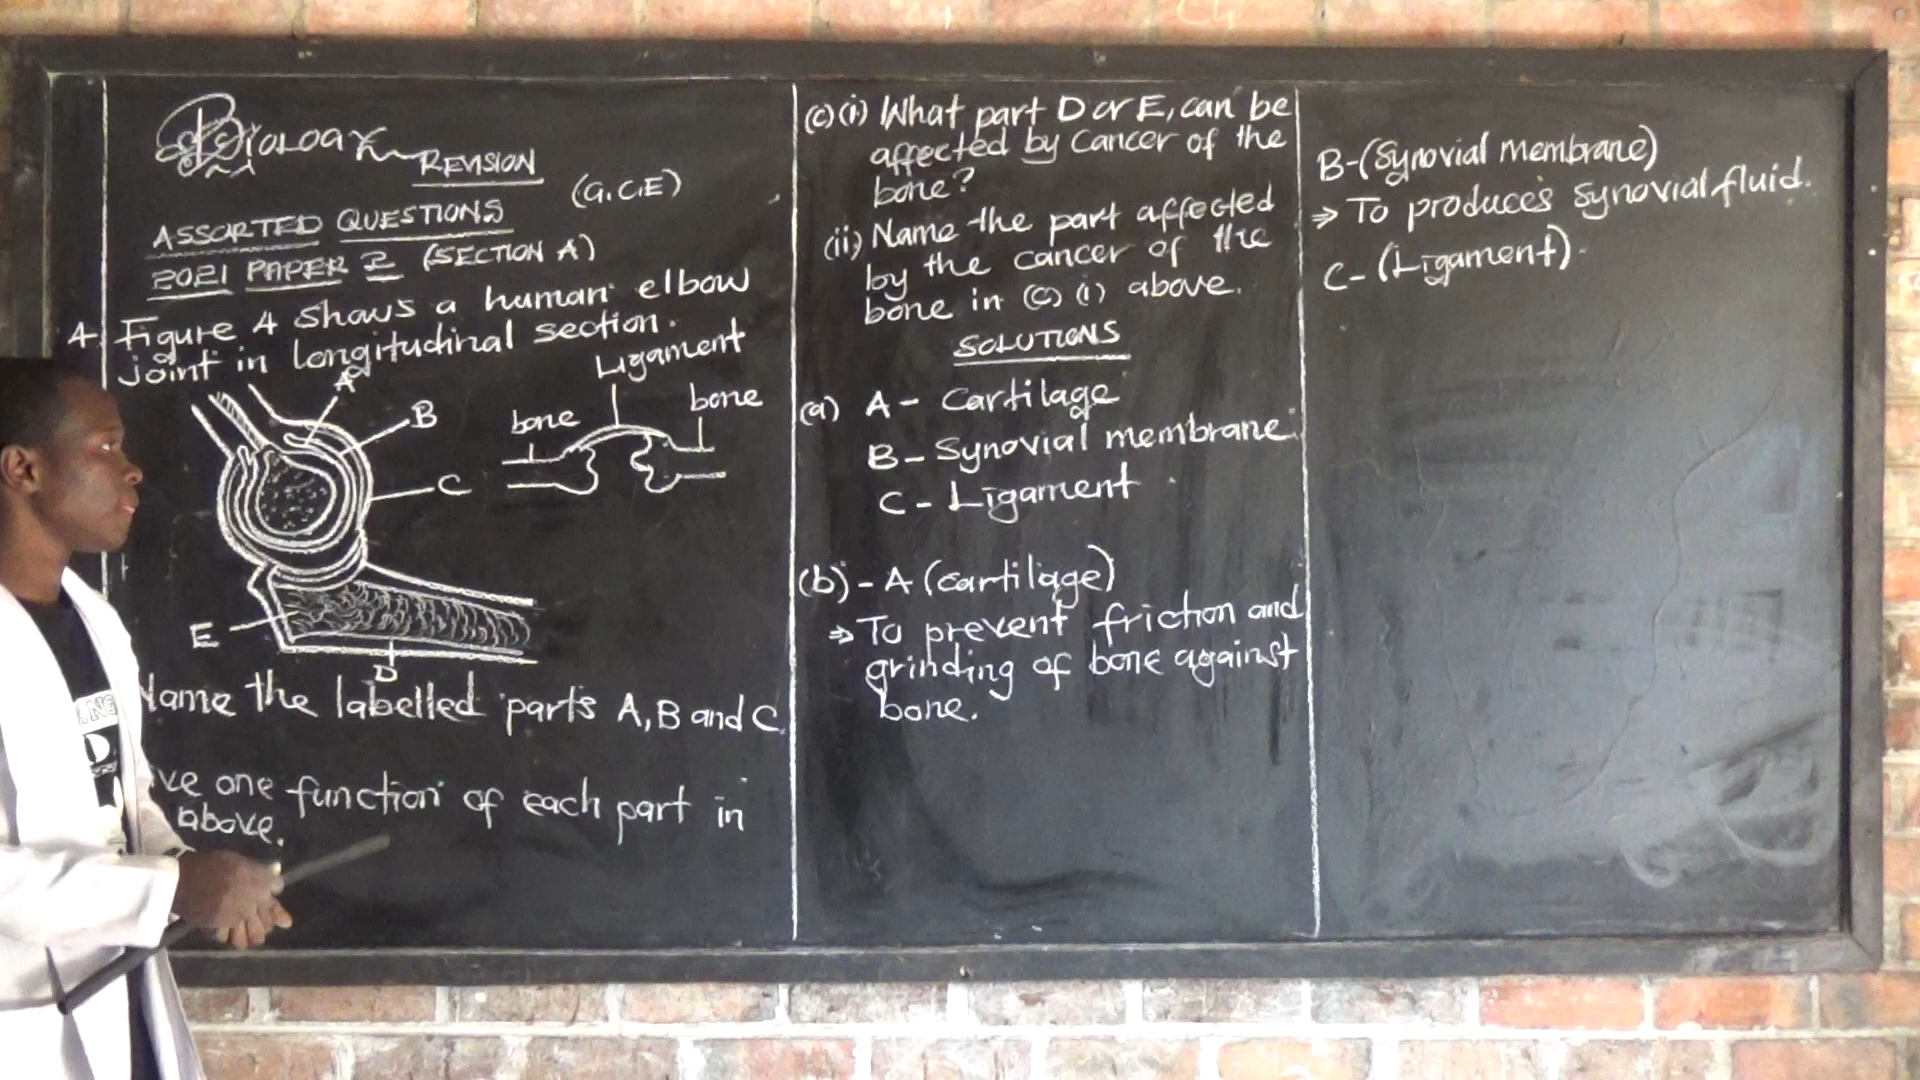 Biology
REVISION
(G.C.E)
ASSORTED QUESTIONS
2021 PAPER 2 (SECTION A)
4. Figure 4 shows a human elbow
joint in longitudinal section.
Ligament
A
B
bone
bone
C
E
D
Name the labelled parts A, B and C.
one function of each part in
above.
(c)(i) What part D or E, can be
affected by cancer of the
bone?
(ii) Name the part affected
by the cancer of the
bone in (c) (i) above.
SOLUTIONS
(a) A - Cartilage
B - Synovial membrane.
C - Ligament
(b) - A (cartilage)
⇒ To prevent friction and
grinding of bone against
bone.
B-(Synovial membrane)
⇒ To produces synovial fluid.
C- (Ligament).